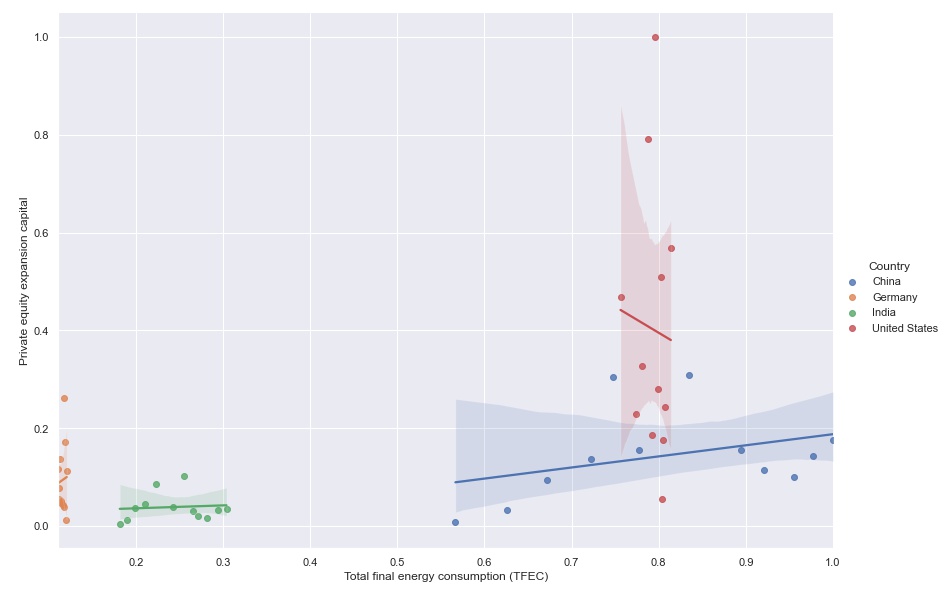 1.0
0.8
0.6
0.4
0.2
0.0
Private equity expansion capital
0.2 0.3 0.4 0.5 0.6 0.7 0.8 0.9 1.0
Total final energy consumption (TFEC)
Country
China
Germany
India
United States